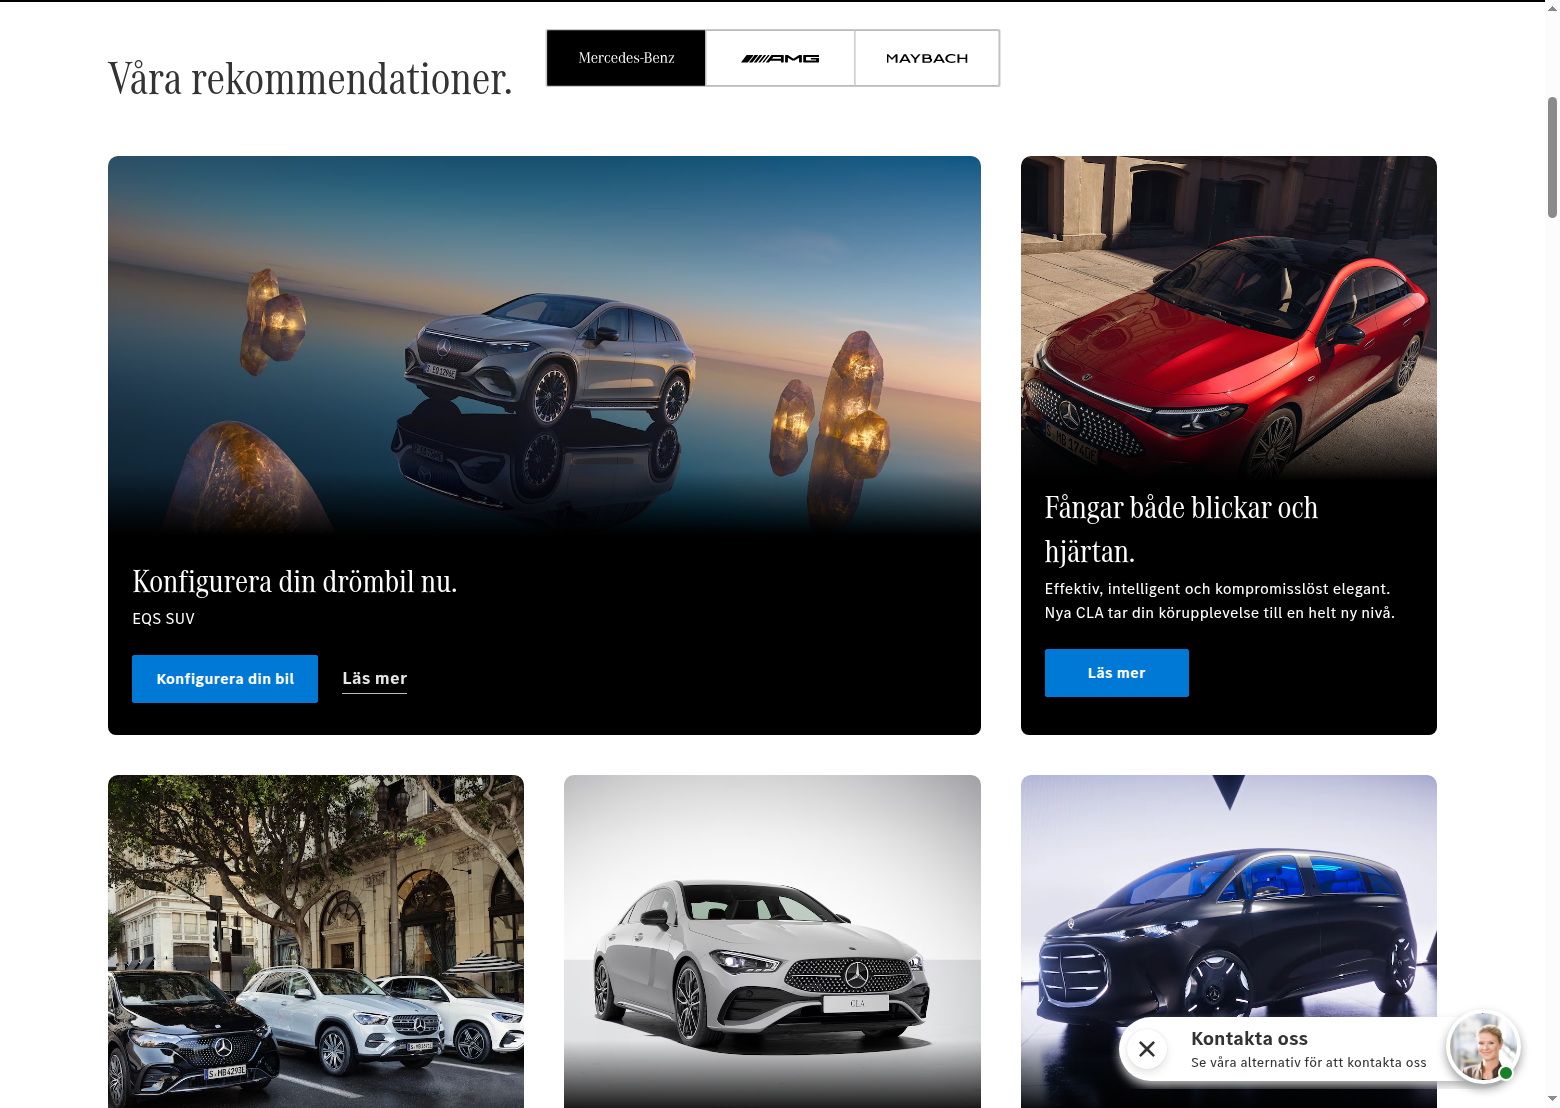 Våra rekommendationer.
Mercedes-Benz
AMG
MAYBACH
Konfigurera din drömbil nu.
EQS SUV
Konfigurera din bil
Läs mer
Fångar både blickar och
hjärtan.
Effektiv, intelligent och kompromisslöst elegant.
Nya CLA tar din körupplevelse till en helt ny nivå.
Läs mer
CLA
Kontakta oss
Se våra alternativ för att kontakta oss